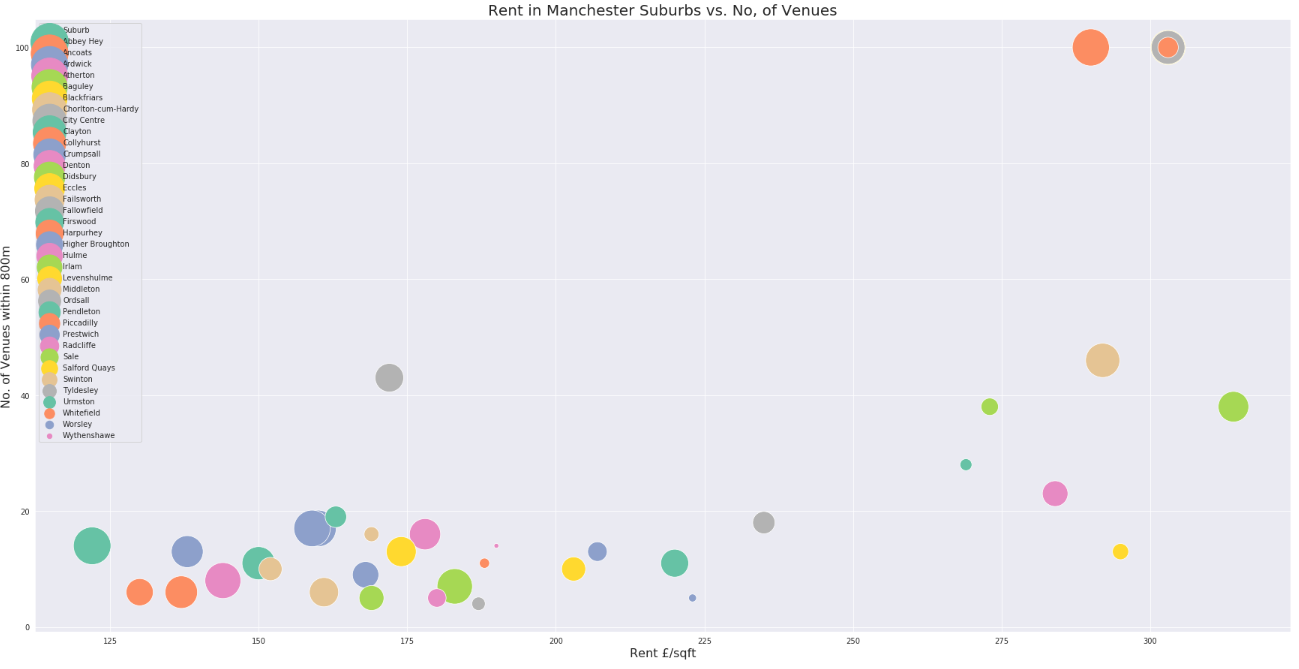 Rent in Manchester Suburbs vs. No, of Venues
Suburb
Abbey Hey
Ancoats
Ardwick
Atherton
Baguley
Blackfriars
Chorlton-cum-Hardy
City Centre
Clayton
Collyhurst
Crumpsall
Denton
Didsbury
Eccles
Failsworth
Fallowfield
Firswood
Harpurhey
Higher Broughton
Hulme
Irlam
Levenshulme
Middleton
Ordsall
Pendleton
Piccadilly
Prestwich
Radcliffe
Sale
Salford Quays
Swinton
Tyldesley
Urmston
Whitefield
Worsley
Wythenshawe
No. of Venues within 800m
100
80
60
40
20
0
125 150 175 200 225 250 275 300
Rent £/sqft